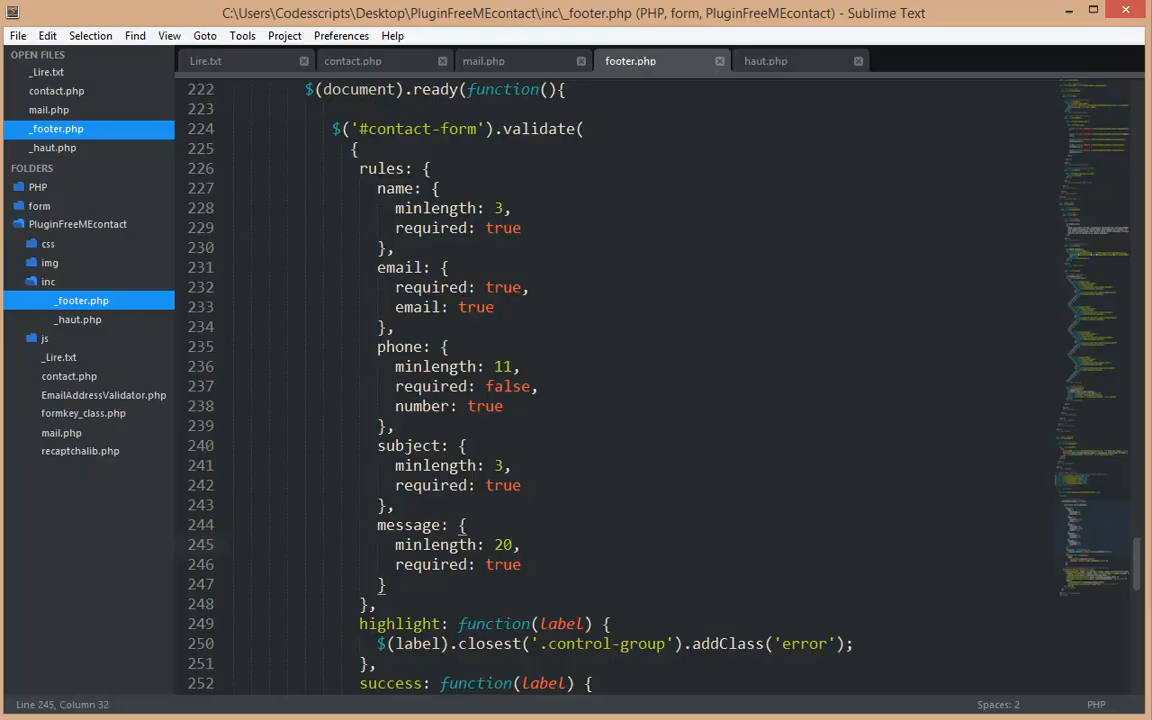 C:\Users\Codesscripts\Desktop\PluginFreeMEcontact\inc\_footer.php (PHP, form, PluginFreeMEcontact) - Sublime Text
File Edit Selection Find View Goto Tools Project Preferences Help
OPEN FILES
_Lire.txt
contact.php
mail.php
_footer.php
_haut.php
FOLDERS
PHP
form
PluginFreeMEcontact
css
img
inc
_footer.php
_haut.php
js
_Lire.txt
contact.php
EmailAddressValidator.php
formkey_class.php
mail.php
recaptchalib.php
Lire.txt contact.php mail.php footer.php haut.php
222 $(document).ready(function(){
223
224 $('#contact-form').validate(
225 {
226 rules: {
227 name: {
228 minlength: 3,
229 required: true
230 },
231 email: {
232 required: true,
233 email: true
234 },
235 phone: {
236 minlength: 11,
237 required: false,
238 number: true
239 },
240 subject: {
241 minlength: 3,
242 required: true
243 },
244 message: {
245 minlength: 20,
246 required: true
247 }
248 },
249 highlight: function(label) {
250 $(label).closest('.control-group').addClass('error');
251 },
252 success: function(label) {
Line 245, Column 32 Spaces: 2 PHP